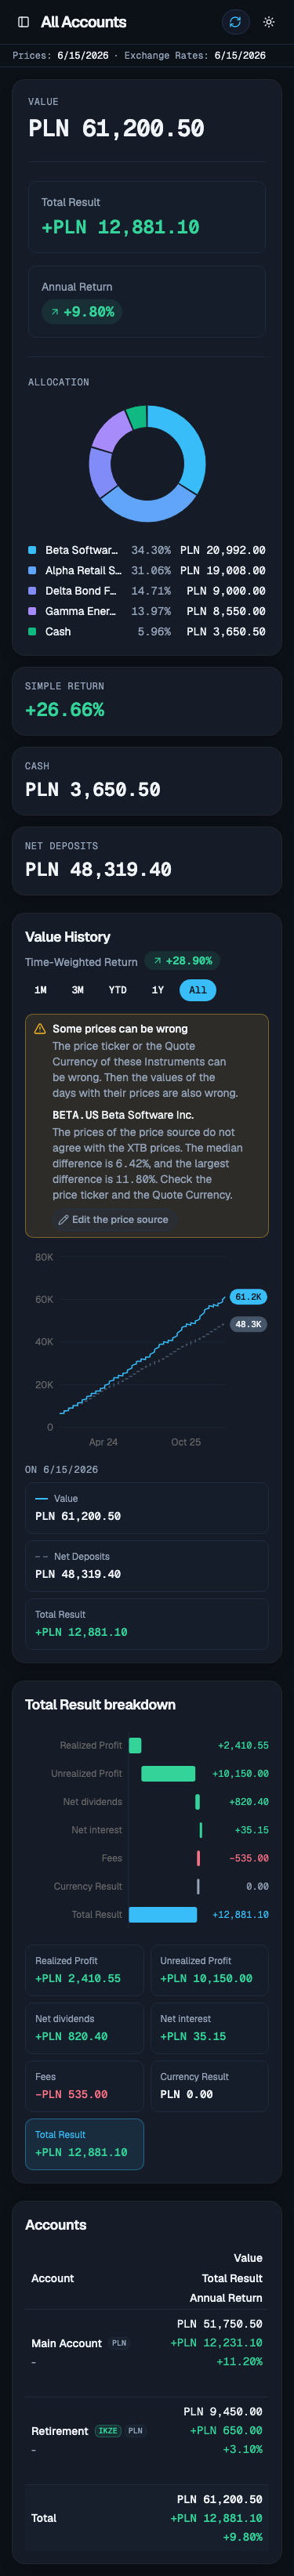 All Accounts
Prices: 6/15/2026 · Exchange Rates: 6/15/2026
VALUE
PLN 61,200.50
Total Result
+PLN 12,881.10
Annual Return
+9.80%
ALLOCATION
Beta Softwar... 34.30% PLN 20,992.00
Alpha Retail S... 31.06% PLN 19,008.00
Delta Bond F... 14.71% PLN 9,000.00
Gamma Ener... 13.97% PLN 8,550.00
Cash 5.96% PLN 3,650.50
SIMPLE RETURN
+26.66%
CASH
PLN 3,650.50
NET DEPOSITS
PLN 48,319.40
Value History
Time-Weighted Return +28.90%
1M 3M YTD 1Y All
Some prices can be wrong
The price ticker or the Quote
Currency of these Instruments can
be wrong. Then the values of the
days with their prices are also wrong.
BETA.US Beta Software Inc.
The prices of the price source do not
agree with the XTB prices. The median
difference is 6.42%, and the largest
difference is 11.80%. Check the
price ticker and the Quote Currency.
Edit the price source
80K
60K
61.2K
48.3K
40K
20K
0
Apr 24 Oct 25
ON 6/15/2026
Value
PLN 61,200.50
Net Deposits
PLN 48,319.40
Total Result
+PLN 12,881.10
Total Result breakdown
Realized Profit +2,410.55
Unrealized Profit +10,150.00
Net dividends +820.40
Net interest +35.15
Fees −535.00
Currency Result 0.00
Total Result +12,881.10
Realized Profit Unrealized Profit
+PLN 2,410.55 +PLN 10,150.00
Net dividends Net interest
+PLN 820.40 +PLN 35.15
Fees Currency Result
−PLN 535.00 PLN 0.00
Total Result
+PLN 12,881.10
Accounts
Value
Account Total Result
Annual Return
PLN 51,750.50
Main Account PLN +PLN 12,231.10
- +11.20%
PLN 9,450.00
Retirement IKZE PLN +PLN 650.00
- +3.10%
PLN 61,200.50
Total +PLN 12,881.10
+9.80%